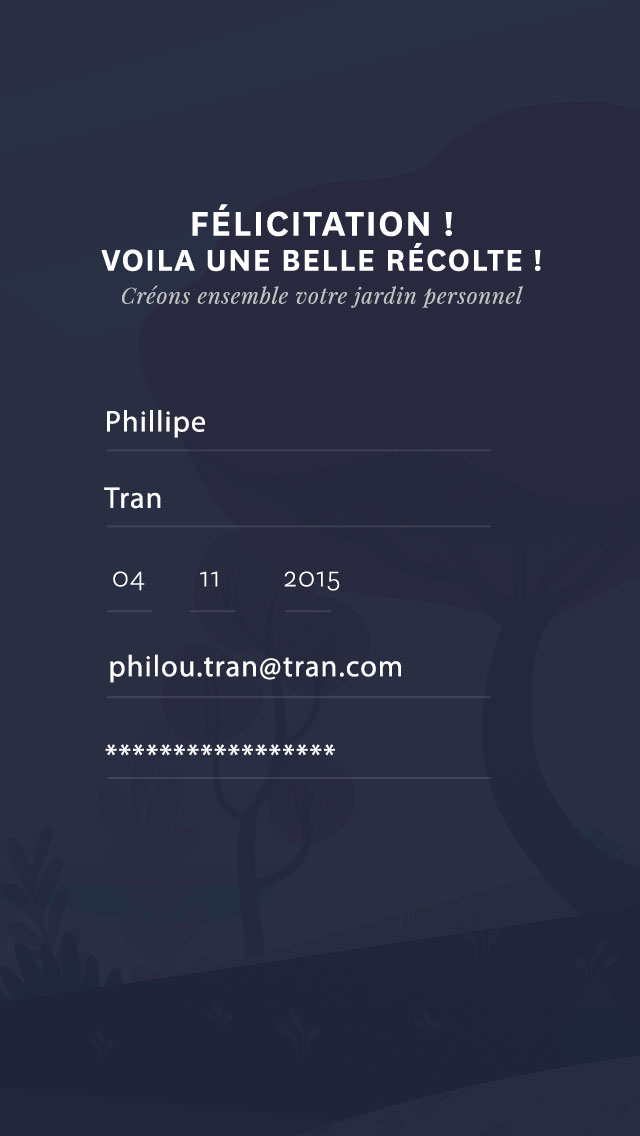 FÉLICITATION !
VOILA UNE BELLE RÉCOLTE !
Créons ensemble votre jardin personnel
Phillipe
Tran
04 11 2015
philou.tran@tran.com
*****************